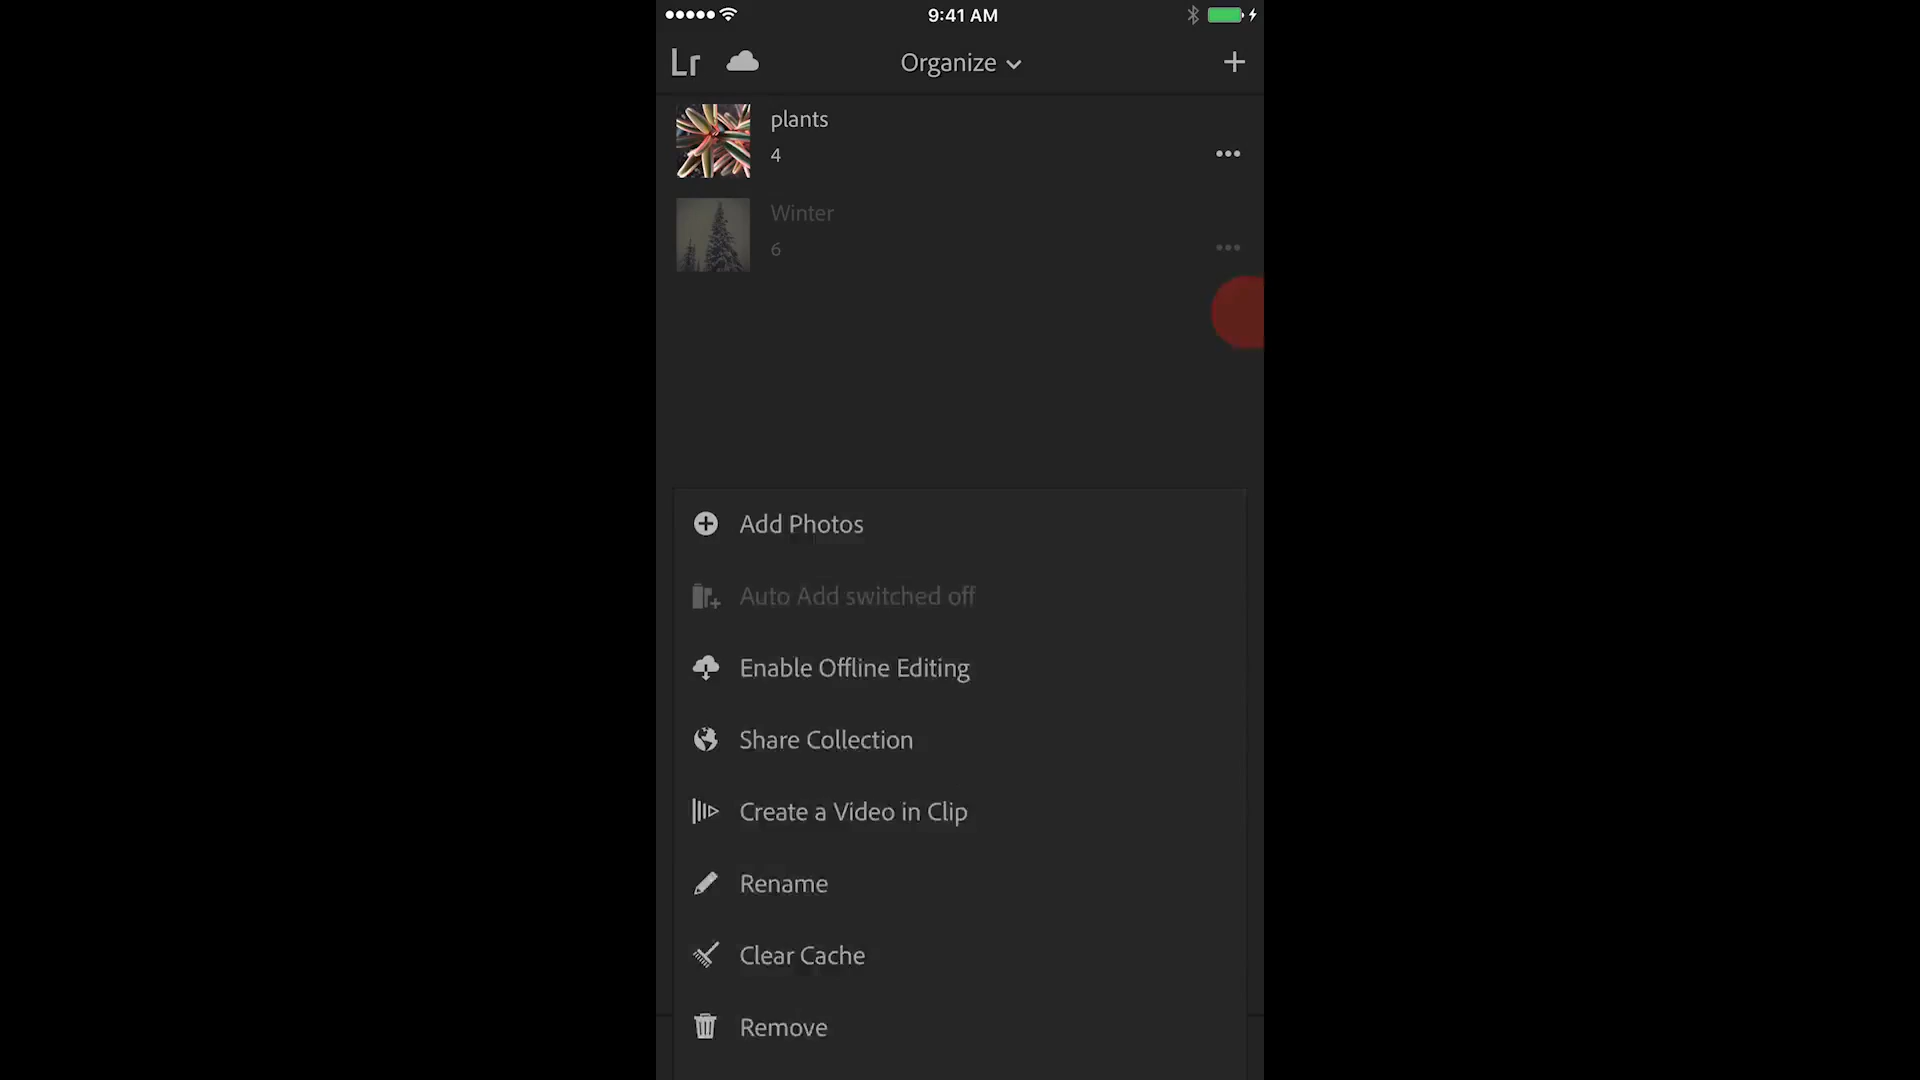 9:41 AM
Lr
Organize
plants
4
Winter
6
Add Photos
Auto Add switched off
Enable Offline Editing
Share Collection
Create a Video in Clip
Rename
Clear Cache
Remove